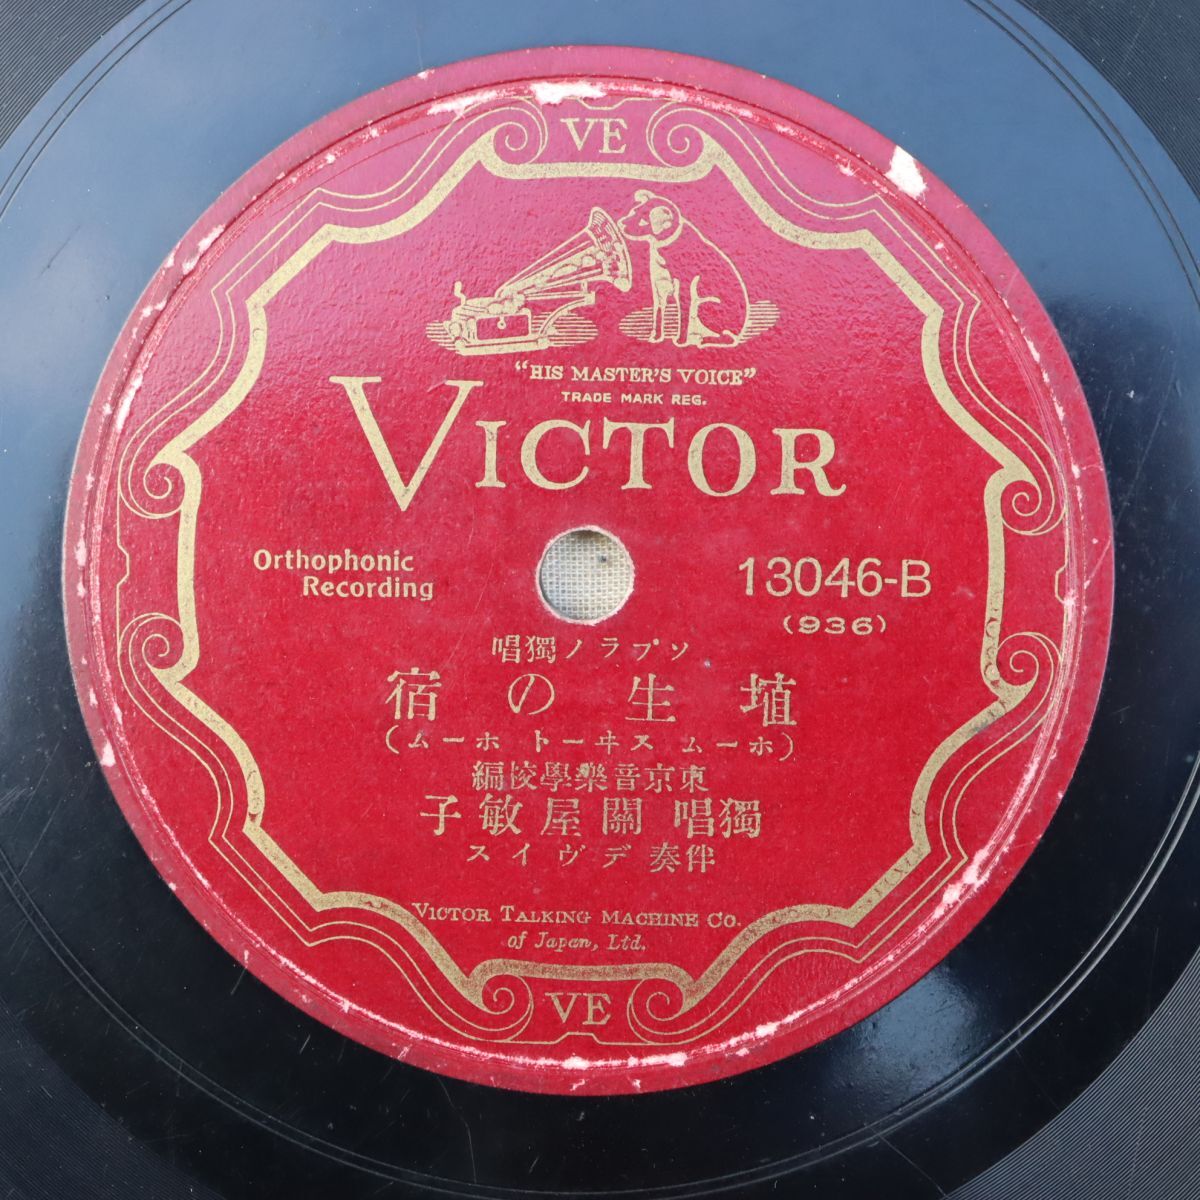 VE
"HIS MASTER'S VOICE"
TRADE MARK REG.
VICTOR
Orthophonic
Recording
13046-B
(936)
ソプラノ獨唱
埴生の宿
(ホーム スヰート ホーム)
東京音樂學校編
獨唱 關屋敏子
伴奏 デヴイス
VICTOR TALKING MACHINE CO.
of Japan, Ltd.
VE